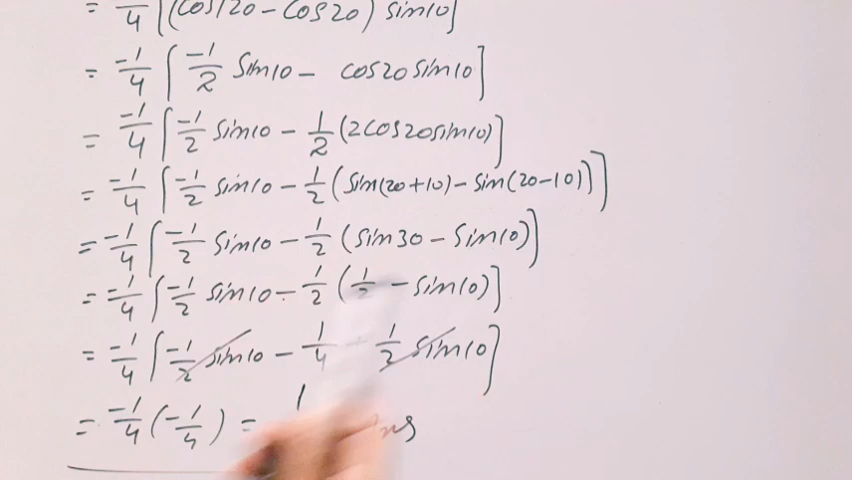 = -1/4 [(cos120 - cos20) sin10]
= -1/4 [-1/2 sin10 - cos20 sin10]
= -1/4 [-1/2 sin10 - 1/2 (2cos20sin10)]
= -1/4 [-1/2 sin10 - 1/2 (sin(20+10) - sin(20-10))]
= -1/4 [-1/2 sin10 - 1/2 (sin30 - sin10)]
= -1/4 [-1/2 sin10 - 1/2 (1/2 - sin10)]
= -1/4 [-1/2 sin10 - 1/4 + 1/2 sin10]
= -1/4 (-1/4) = 1